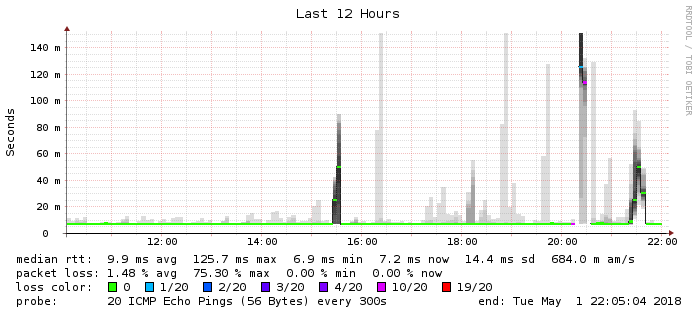 Last 12 Hours
RRDTOOL / TOBI OETIKER
Seconds
140 m
120 m
100 m
80 m
60 m
40 m
20 m
0
12:00 14:00 16:00 18:00 20:00 22:00
median rtt: 9.9 ms avg 125.7 ms max 6.9 ms min 7.2 ms now 14.4 ms sd 684.0 m am/s
packet loss: 1.48 % avg 75.30 % max 0.00 % min 0.00 % now
loss color: 0 1/20 2/20 3/20 4/20 10/20 19/20
probe: 20 ICMP Echo Pings (56 Bytes) every 300s end: Tue May 1 22:05:04 2018